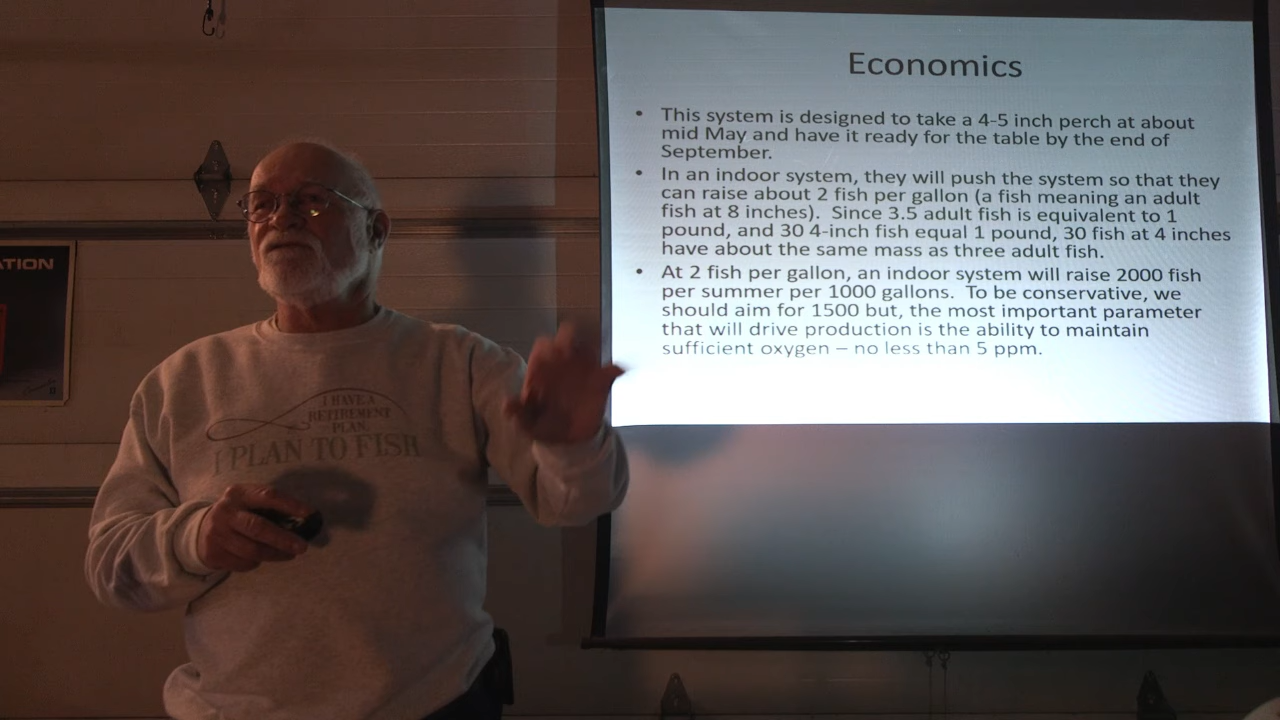 Economics
• This system is designed to take a 4-5 inch perch at about
mid May and have it ready for the table by the end of
September.
• In an indoor system, they will push the system so that they
can raise about 2 fish per gallon (a fish meaning an adult
fish at 8 inches). Since 3.5 adult fish is equivalent to 1
pound, and 30 4-inch fish equal 1 pound, 30 fish at 4 inches
have about the same mass as three adult fish.
• At 2 fish per gallon, an indoor system will raise 2000 fish
per summer per 1000 gallons. To be conservative, we
should aim for 1500 but, the most important parameter
that will drive production is the ability to maintain
sufficient oxygen – no less than 5 ppm.
ATION
I HAVE A
RETIREMENT
PLAN,
I PLAN TO FISH